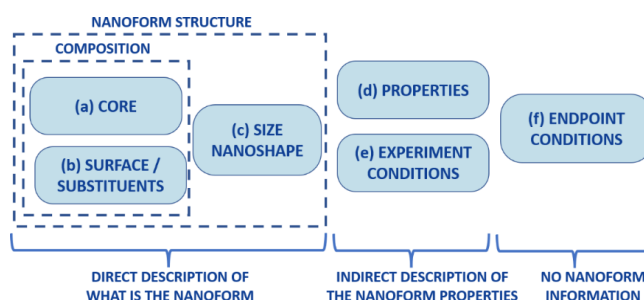 NANOFORM STRUCTURE
COMPOSITION
(a) CORE
(b) SURFACE /
SUBSTITUENTS
(c) SIZE
NANOSHAPE
(d) PROPERTIES
(e) EXPERIMENT
CONDITIONS
(f) ENDPOINT
CONDITIONS
DIRECT DESCRIPTION OF
WHAT IS THE NANOFORM
INDIRECT DESCRIPTION OF
THE NANOFORM PROPERTIES
NO NANOFORM
INFORMATION